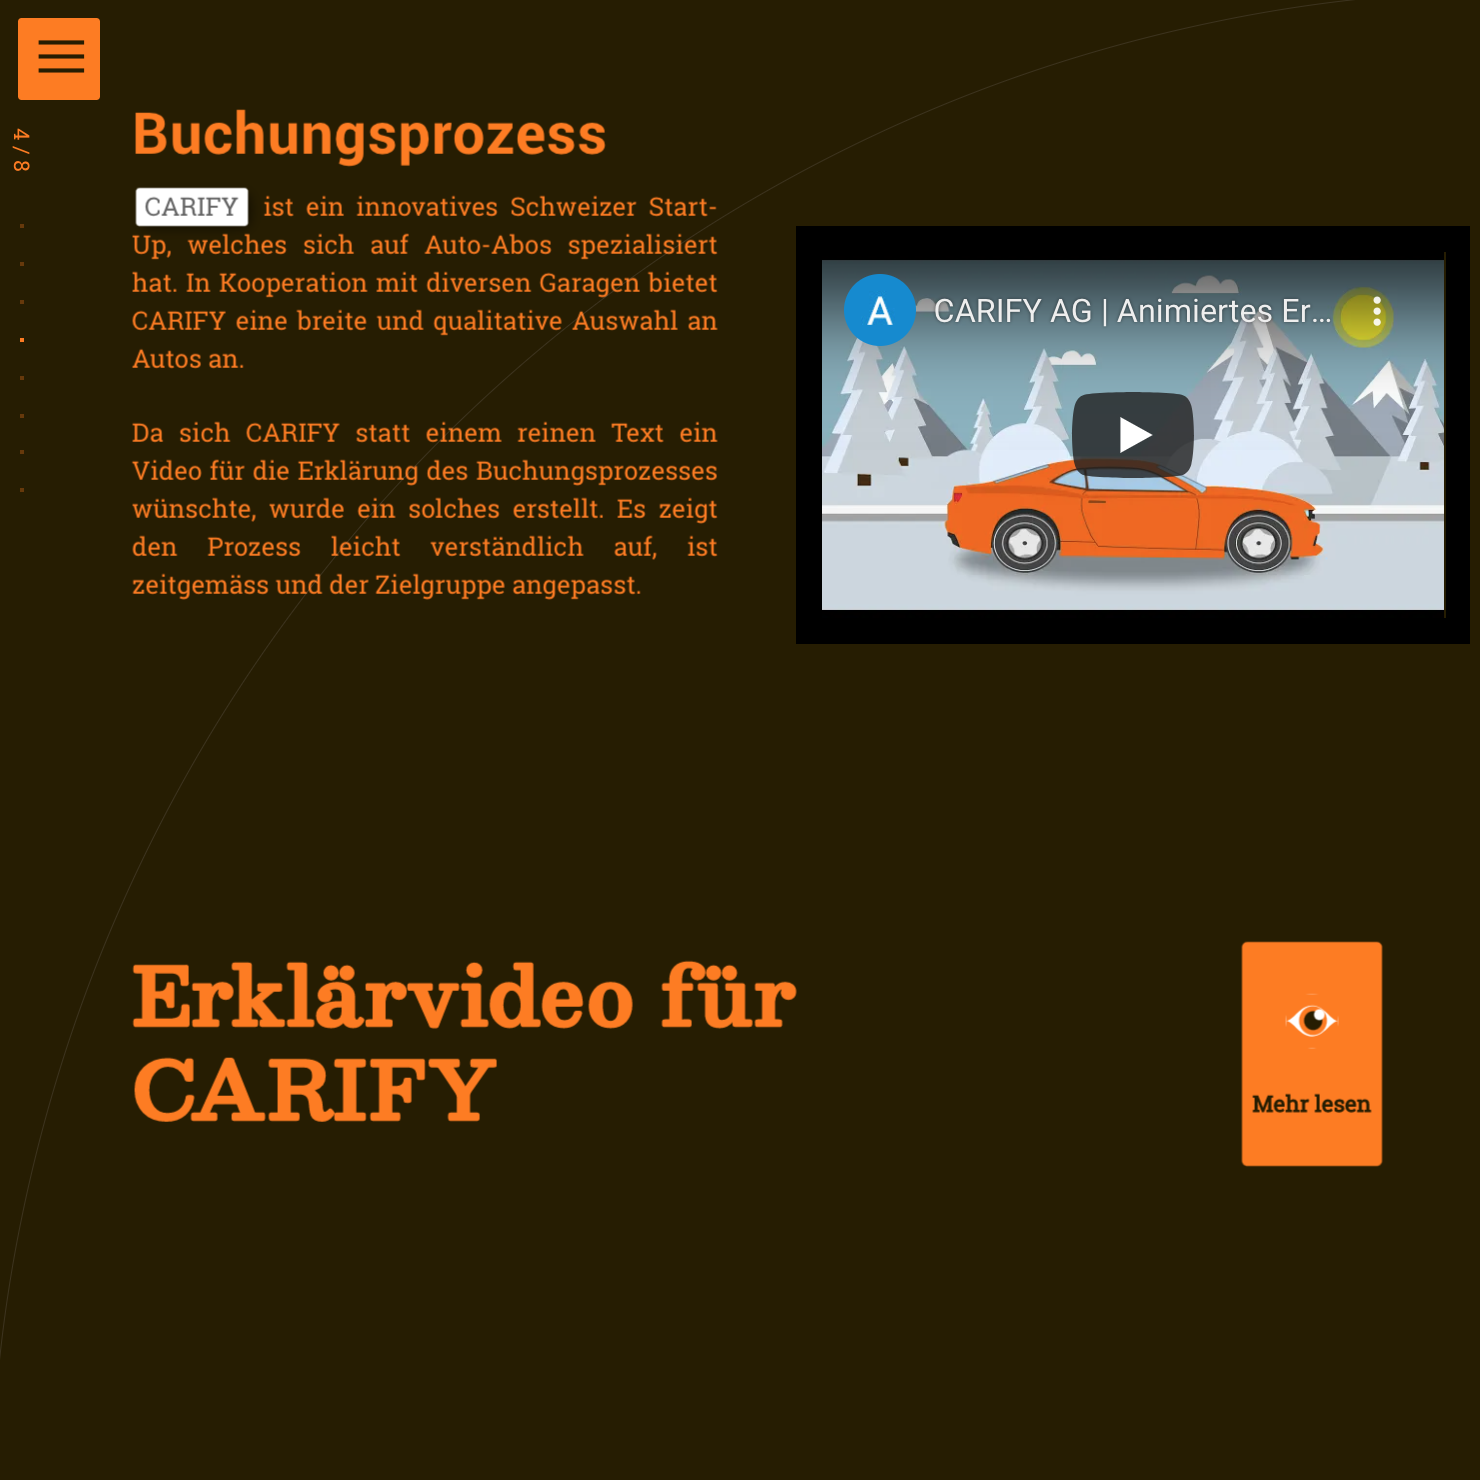 4/8
Buchungsprozess
CARIFY ist ein innovatives Schweizer Start-
Up, welches sich auf Auto-Abos spezialisiert
hat. In Kooperation mit diversen Garagen bietet
CARIFY eine breite und qualitative Auswahl an
Autos an.
Da sich CARIFY statt einem reinen Text ein
Video für die Erklärung des Buchungsprozesses
wünschte, wurde ein solches erstellt. Es zeigt
den Prozess leicht verständlich auf, ist
zeitgemäss und der Zielgruppe angepasst.
A CARIFY AG | Animiertes Er...
Erklärvideo für
CARIFY
Mehr lesen